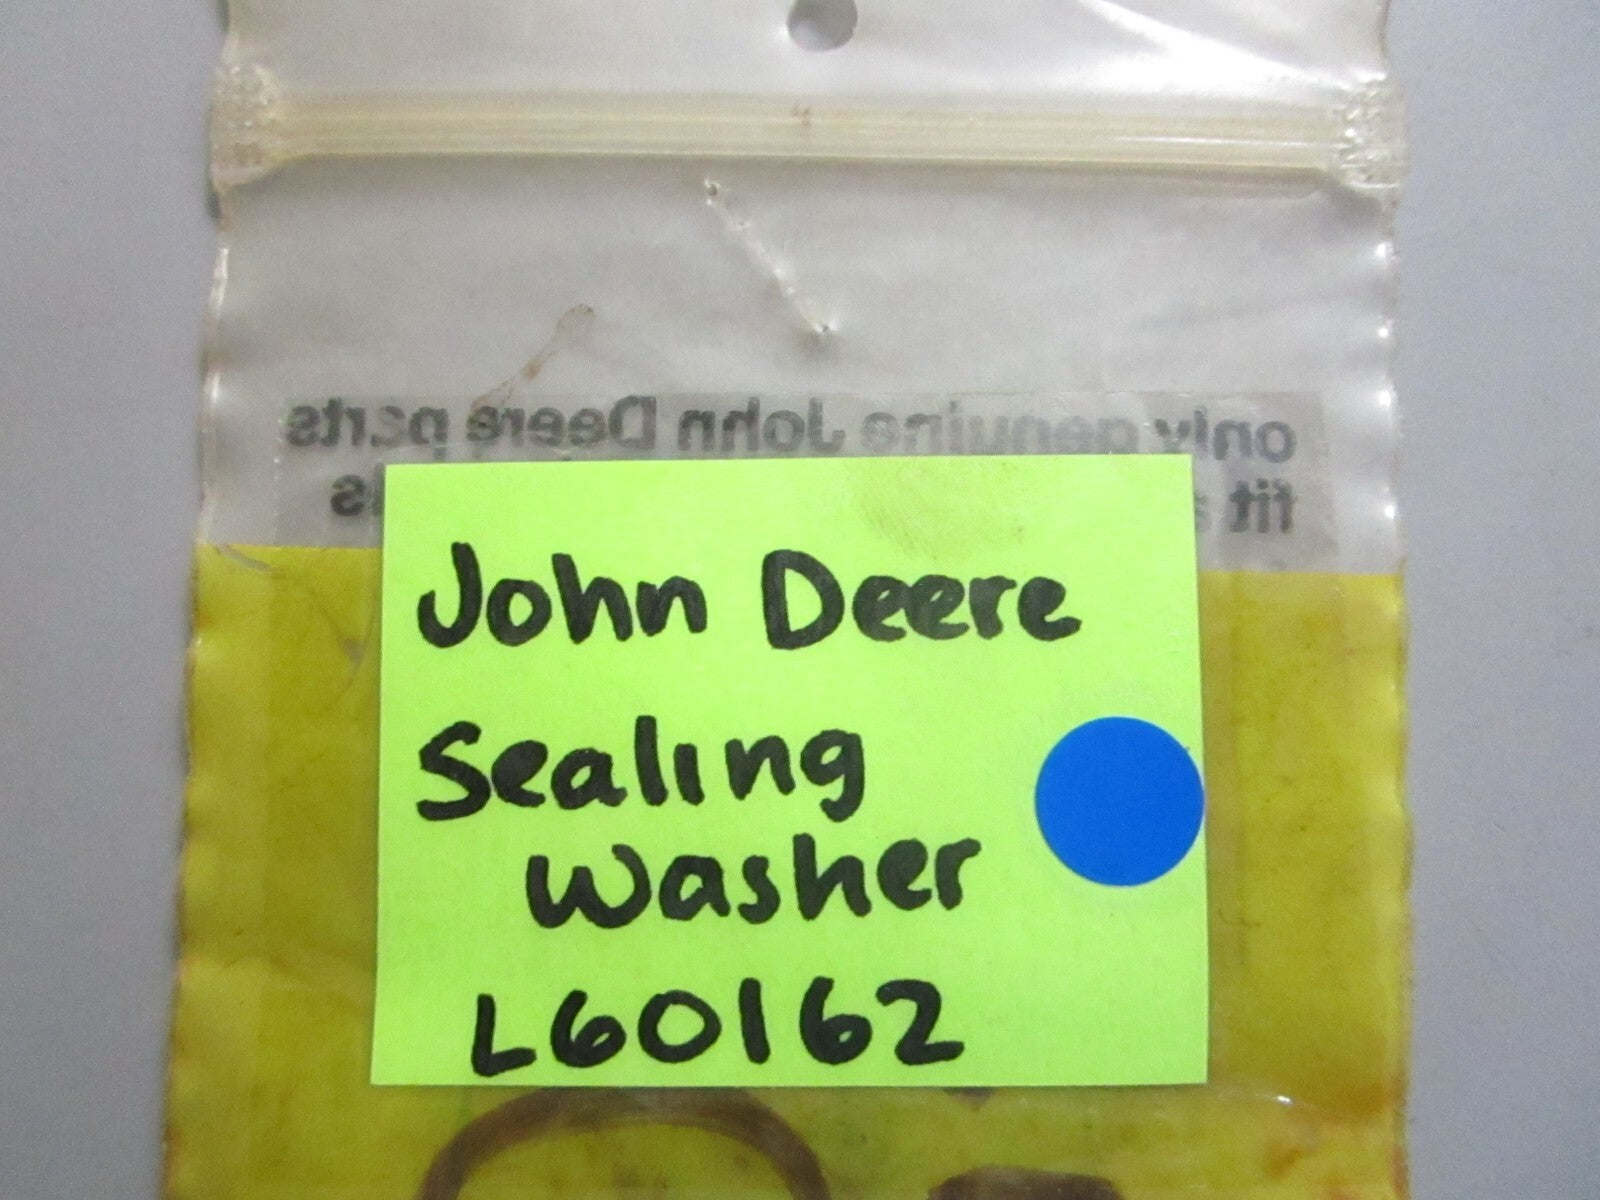 only genuine John Deere parts
fit
John Deere
Sealing
washer
L60162